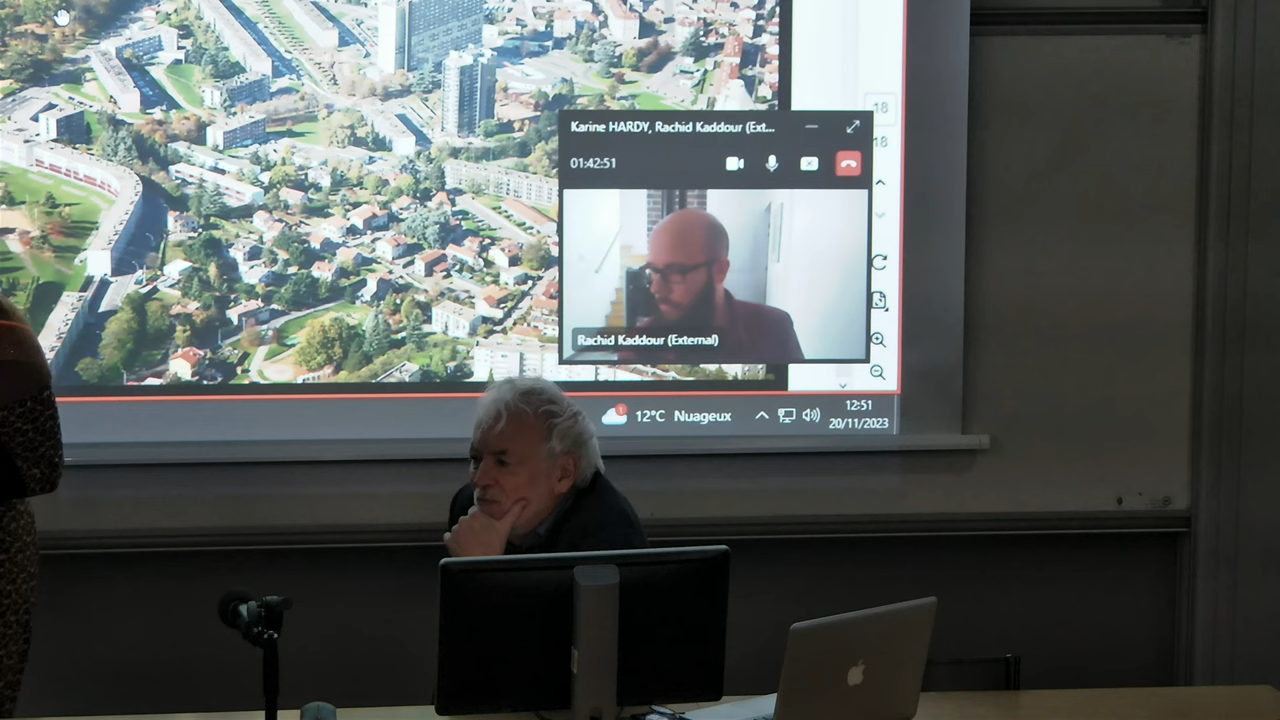 18
Karine HARDY, Rachid Kaddour (Ext...
18
01:42:51
Rachid Kaddour (External)
1
12°C Nuageux
12:51
20/11/2023